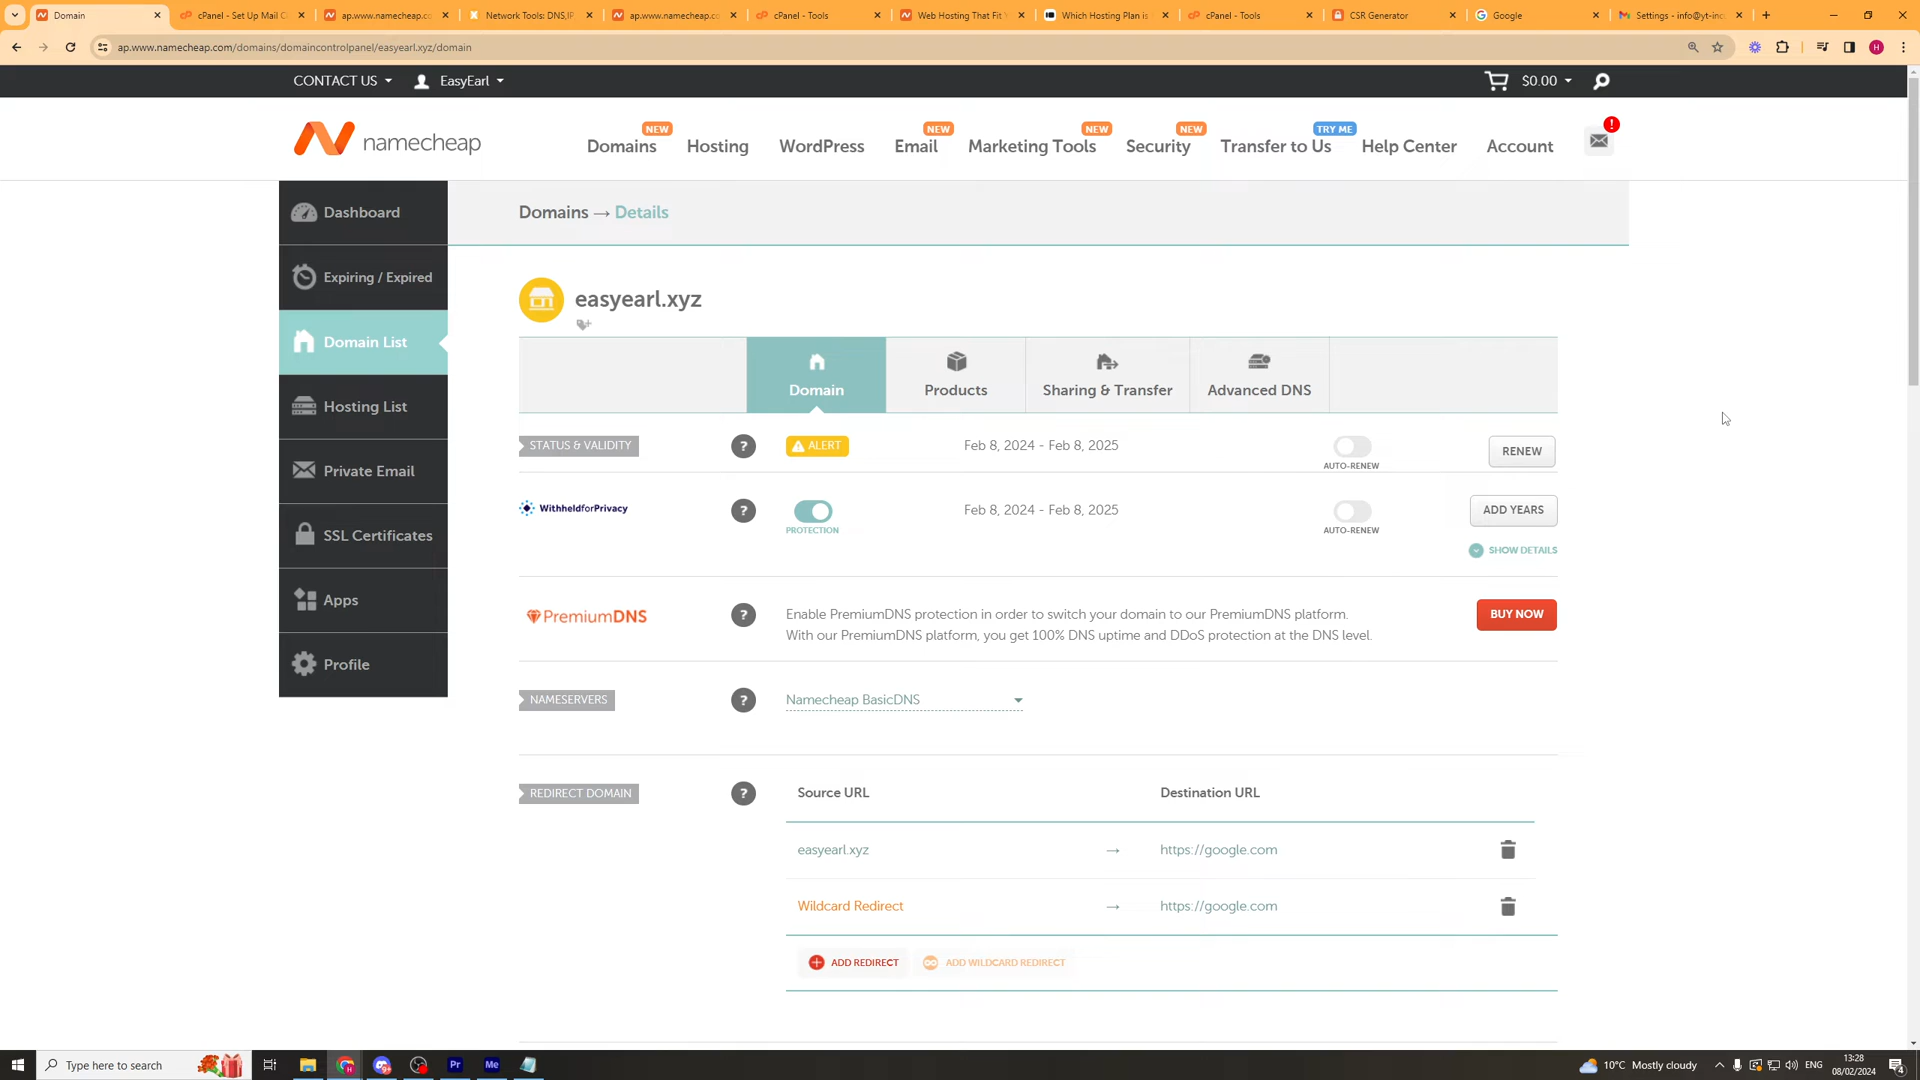 Domain
cPanel - Set Up Mail C
ap.www.namecheap.co
Network Tools: DNS,IP
ap.www.namecheap.co
cPanel - Tools
Web Hosting That Fit Y
Which Hosting Plan is
cPanel - Tools
CSR Generator
Google
Settings - info@yt-inc
ap.www.namecheap.com/domains/domaincontrolpanel/easyearl.xyz/domain
H
CONTACT US
EasyEarl
$0.00
namecheap
NEW
NEW
NEW
NEW
TRY ME
Domains
Hosting
WordPress
Email
Marketing Tools
Security
Transfer to Us
Help Center
Account
!
Dashboard
Expiring / Expired
Domain List
Hosting List
Private Email
SSL Certificates
Apps
Profile
Domains → Details
easyearl.xyz
Domain
Products
Sharing & Transfer
Advanced DNS
STATUS & VALIDITY
?
ALERT
Feb 8, 2024 - Feb 8, 2025
AUTO-RENEW
RENEW
WithheldforPrivacy
?
PROTECTION
Feb 8, 2024 - Feb 8, 2025
AUTO-RENEW
ADD YEARS
SHOW DETAILS
PremiumDNS
?
Enable PremiumDNS protection in order to switch your domain to our PremiumDNS platform.
With our PremiumDNS platform, you get 100% DNS uptime and DDoS protection at the DNS level.
BUY NOW
NAMESERVERS
?
Namecheap BasicDNS
REDIRECT DOMAIN
?
Source URL
Destination URL
easyearl.xyz
→
https://google.com
Wildcard Redirect
→
https://google.com
ADD REDIRECT
ADD WILDCARD REDIRECT
Type here to search
Pr
Me
10°C Mostly cloudy
ENG
13:28
08/02/2024
4